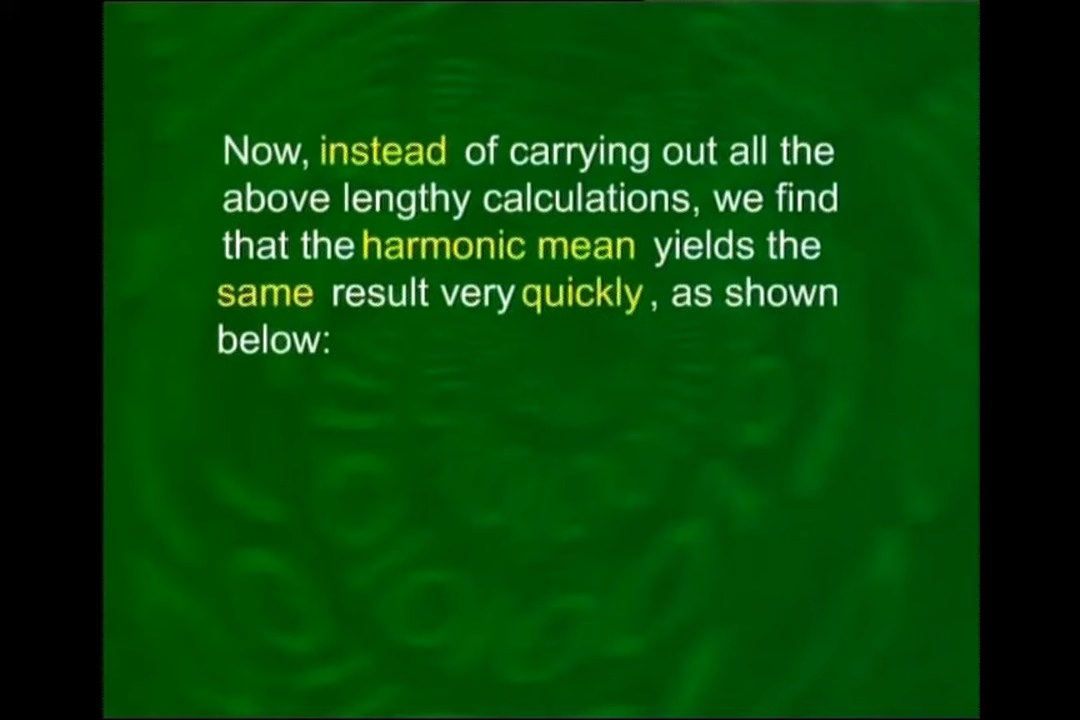 Now, instead of carrying out all the
above lengthy calculations, we find
that the harmonic mean yields the
same result very quickly, as shown
below: